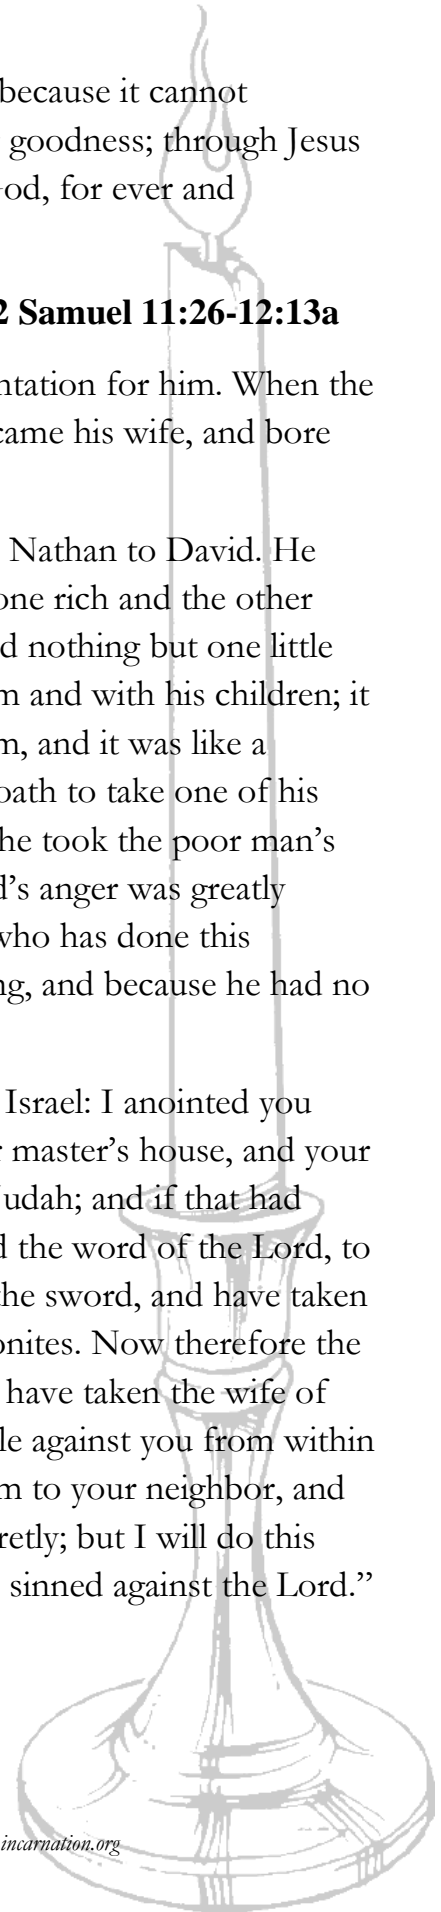 because it cannot
goodness; through Jesus
od, for ever and
2 Samuel 11:26-12:13a
ntation for him. When the
came his wife, and bore
Nathan to David. He
one rich and the other
d nothing but one little
m and with his children; it
m, and it was like a
oath to take one of his
he took the poor man’s
d’s anger was greatly
who has done this
ng, and because he had no
Israel: I anointed you
r master’s house, and your
Judah; and if that had
d the word of the Lord, to
the sword, and have taken
onites. Now therefore the
have taken the wife of
le against you from within
m to your neighbor, and
retly; but I will do this
sinned against the Lord.”
incarnation.org